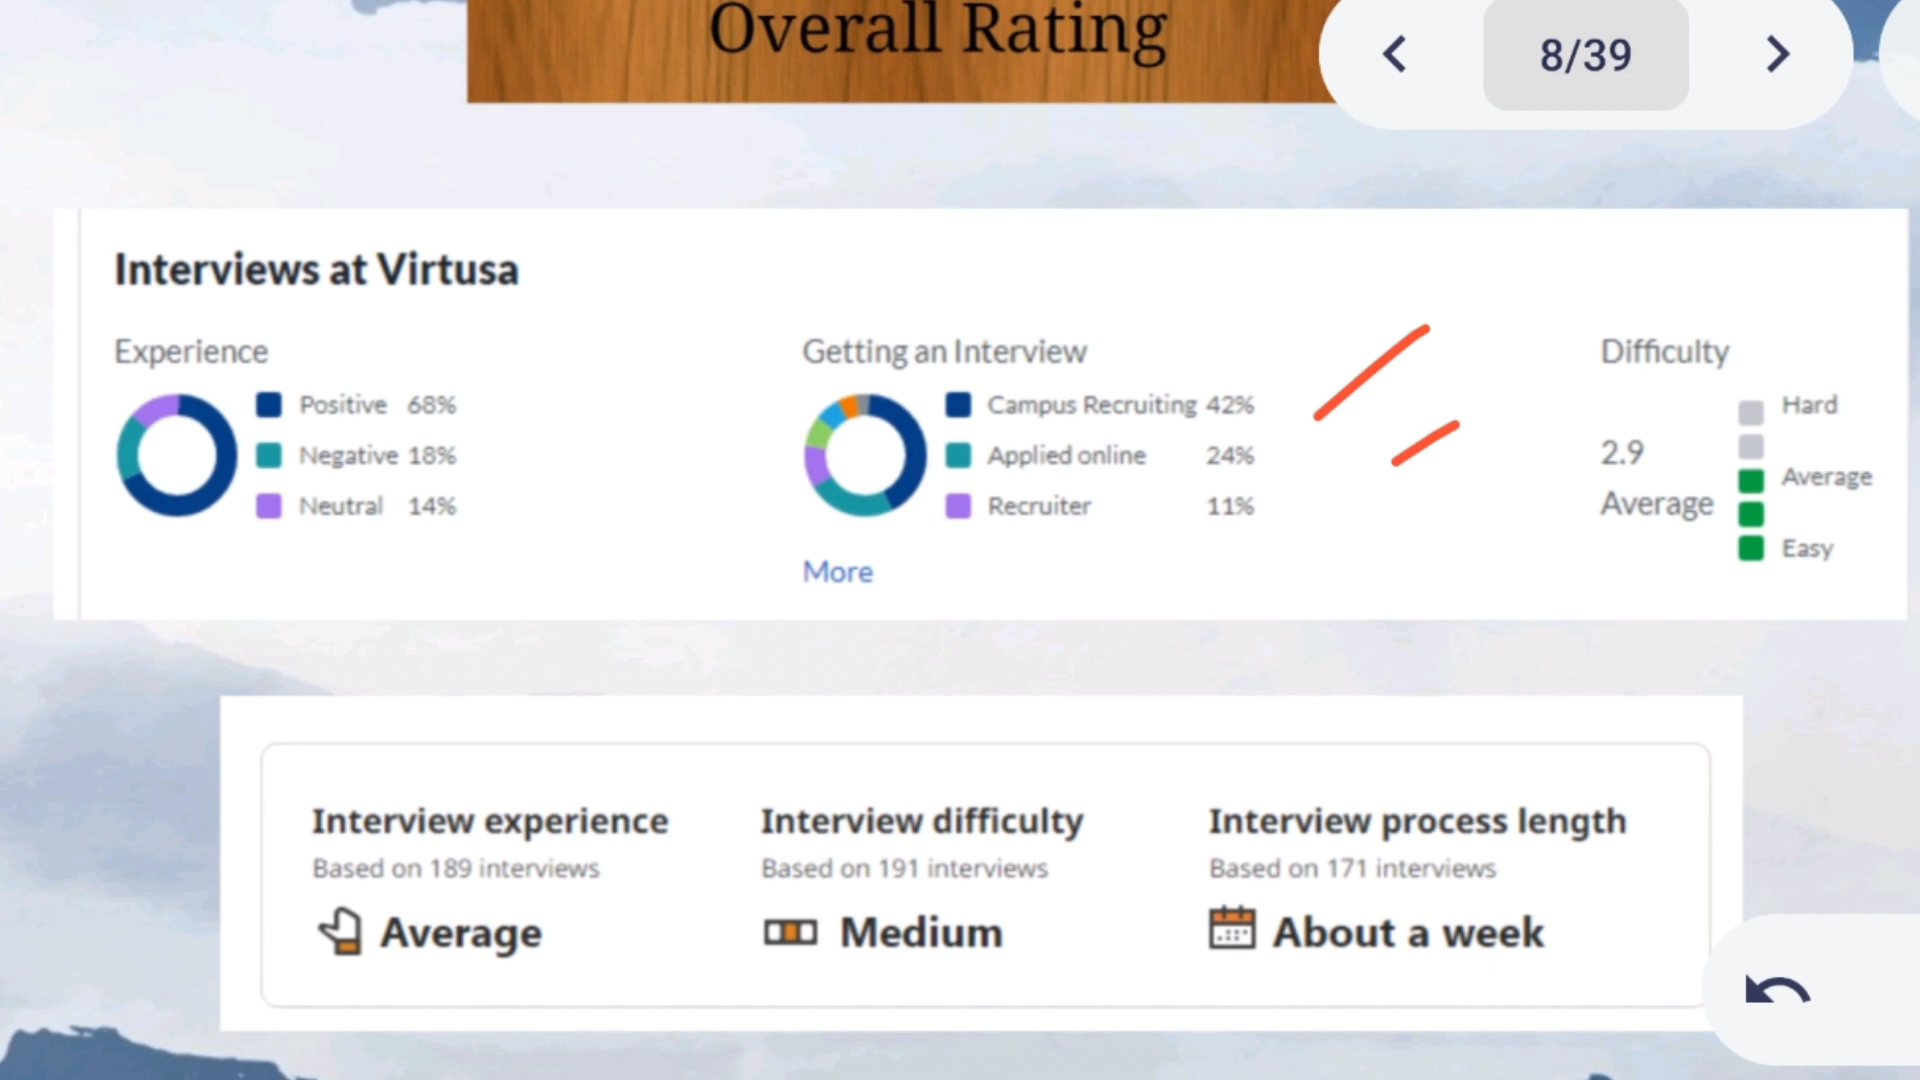 Overall Rating
8/39
Interviews at Virtusa
Experience
Positive 68%
Negative 18%
Neutral 14%
Getting an Interview
Campus Recruiting 42%
Applied online 24%
Recruiter 11%
More
Difficulty
2.9
Average
Hard
Average
Easy
Interview experience
Based on 189 interviews
Average
Interview difficulty
Based on 191 interviews
Medium
Interview process length
Based on 171 interviews
About a week